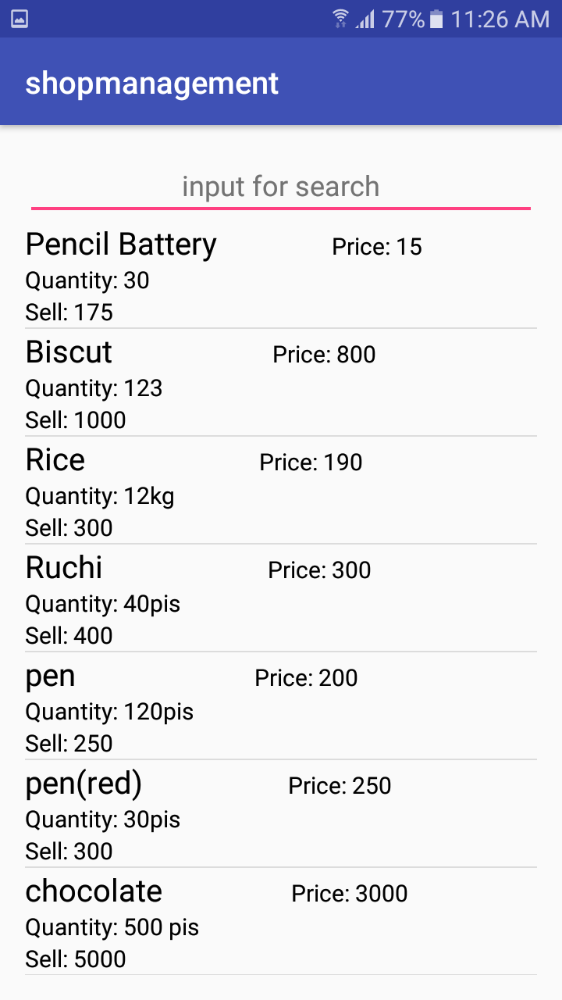 77% 11:26 AM
shopmanagement
input for search
Pencil Battery Price: 15
Quantity: 30
Sell: 175
Biscut Price: 800
Quantity: 123
Sell: 1000
Rice Price: 190
Quantity: 12kg
Sell: 300
Ruchi Price: 300
Quantity: 40pis
Sell: 400
pen Price: 200
Quantity: 120pis
Sell: 250
pen(red) Price: 250
Quantity: 30pis
Sell: 300
chocolate Price: 3000
Quantity: 500 pis
Sell: 5000